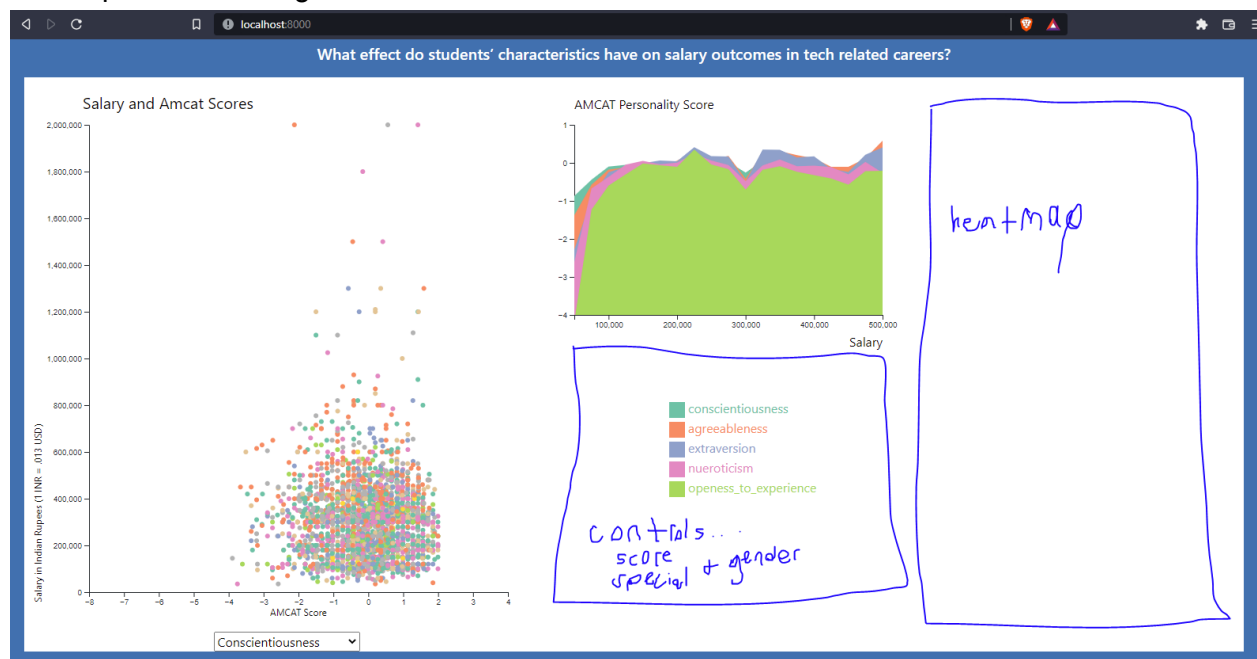 localhost:8000
What effect do students' characteristics have on salary outcomes in tech related careers?
Salary and Amcat Scores
2,000,000
1,800,000
1,600,000
1,400,000
1,200,000
1,000,000
800,000
600,000
400,000
200,000
0
Salary in Indian Rupees (1 INR = .013 USD)
-8 -7 -6 -5 -4 -3 -2 -1 0 1 2 3 4
AMCAT Score
Conscientiousness
AMCAT Personality Score
1
0
-1
-2
-3
-4
100,000 200,000 300,000 400,000 500,000
Salary
conscientiousness
agreeableness
extraversion
nueroticism
openess_to_experience
controls...
score
special + gender
heatmap